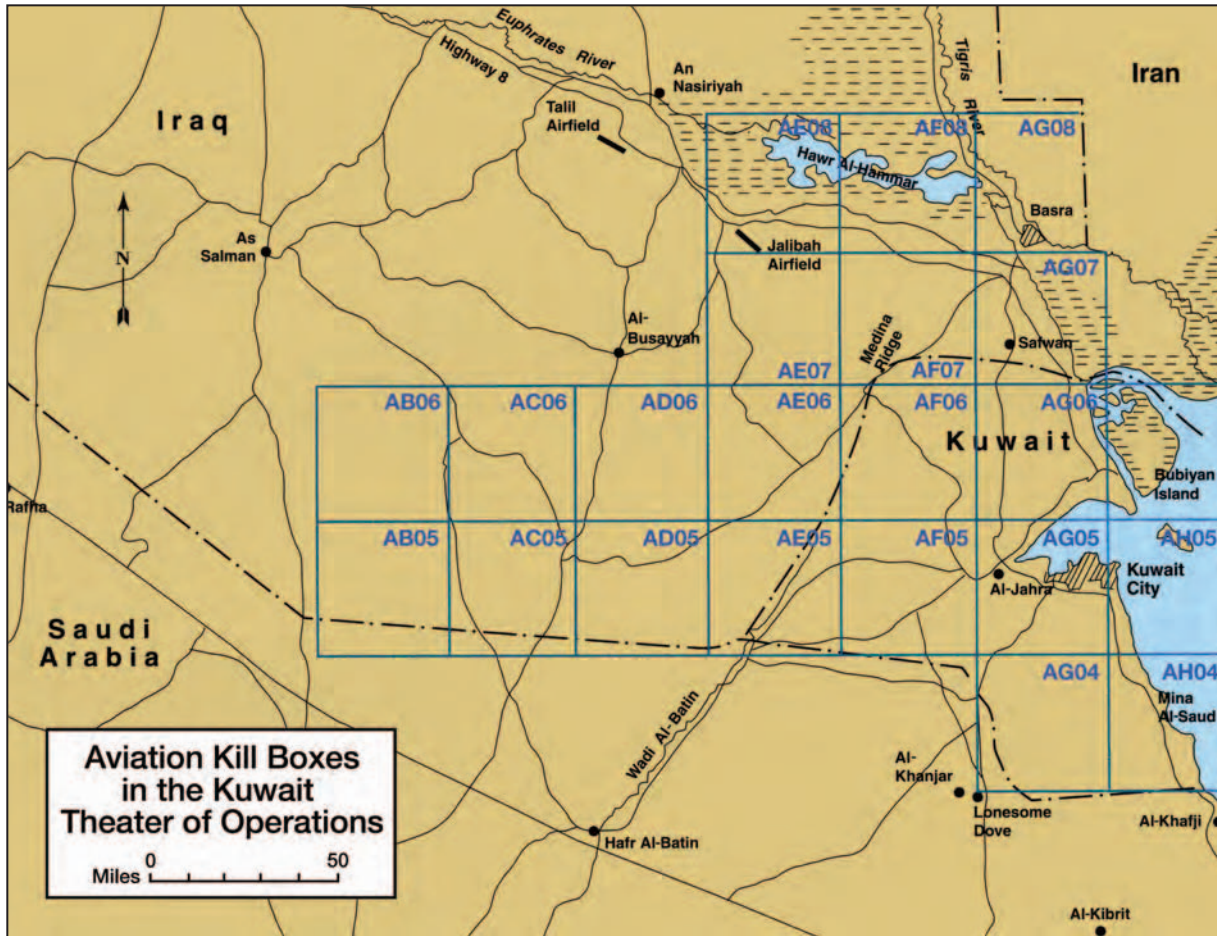 Euphrates River
Highway 8
An
Nasiriyah
Tigris
River
Iran
Iraq
Talil
Airfield
AE08
AF08
AG08
Hawr Al-Hammar
Basra
N
As
Salman
Jalibah
Airfield
AG07
Al-
Busayyah
Medina
Ridge
Safwan
AE07
AF07
AB06
AC06
AD06
AE06
AF06
AG06
Kuwait
Bubiyan
Island
Rafha
AB05
AC05
AD05
AE05
AF05
AG05
AH05
Kuwait
City
Al-Jahra
Saudi
Arabia
AG04
AH04
Mina
Al-Saud
Wadi Al-Batin
Al-
Khanjar
Lonesome
Dove
Al-Khafji
Hafr Al-Batin
Al-Kibrit
Aviation Kill Boxes
in the Kuwait
Theater of Operations
0 50
Miles